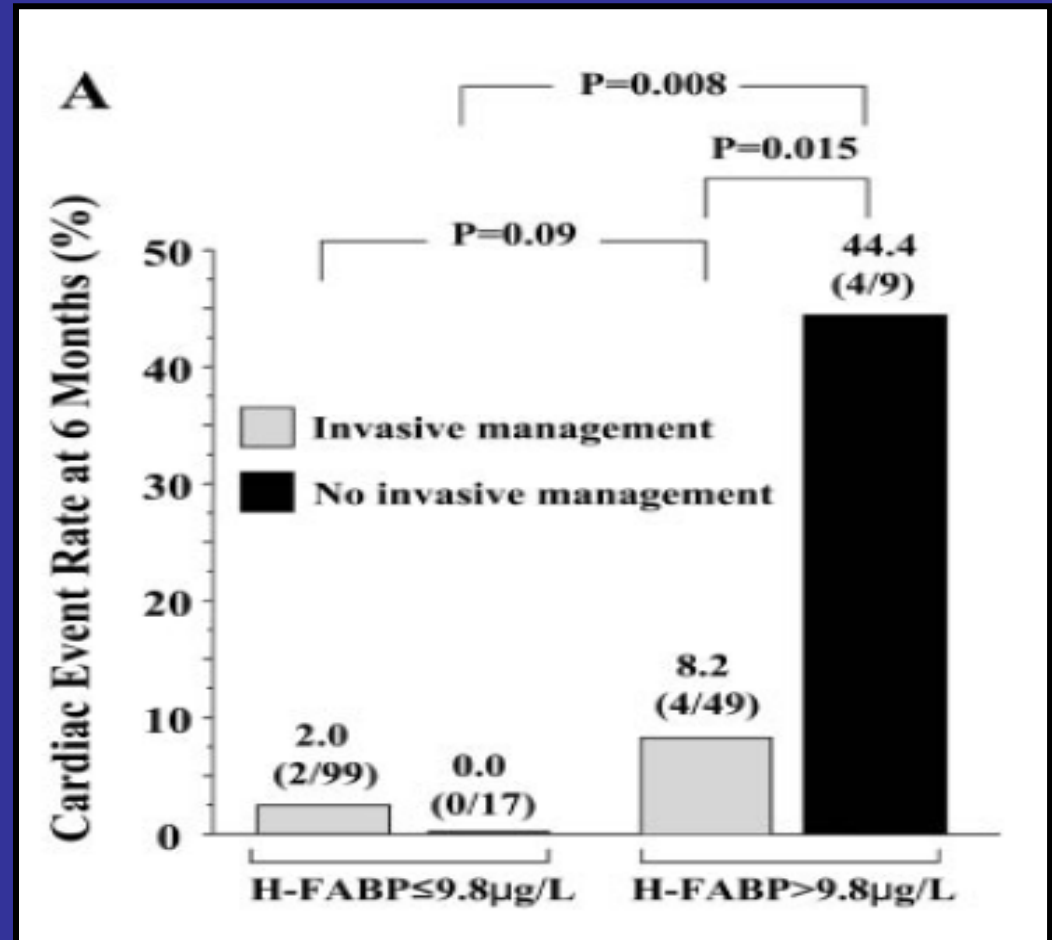 A
P=0.008
P=0.015
P=0.09
Cardiac Event Rate at 6 Months (%)
50
40
30
20
10
0
44.4
(4/9)
Invasive management
No invasive management
8.2
(4/49)
2.0
(2/99)
0.0
(0/17)
H-FABP≤9.8µg/L
H-FABP>9.8µg/L